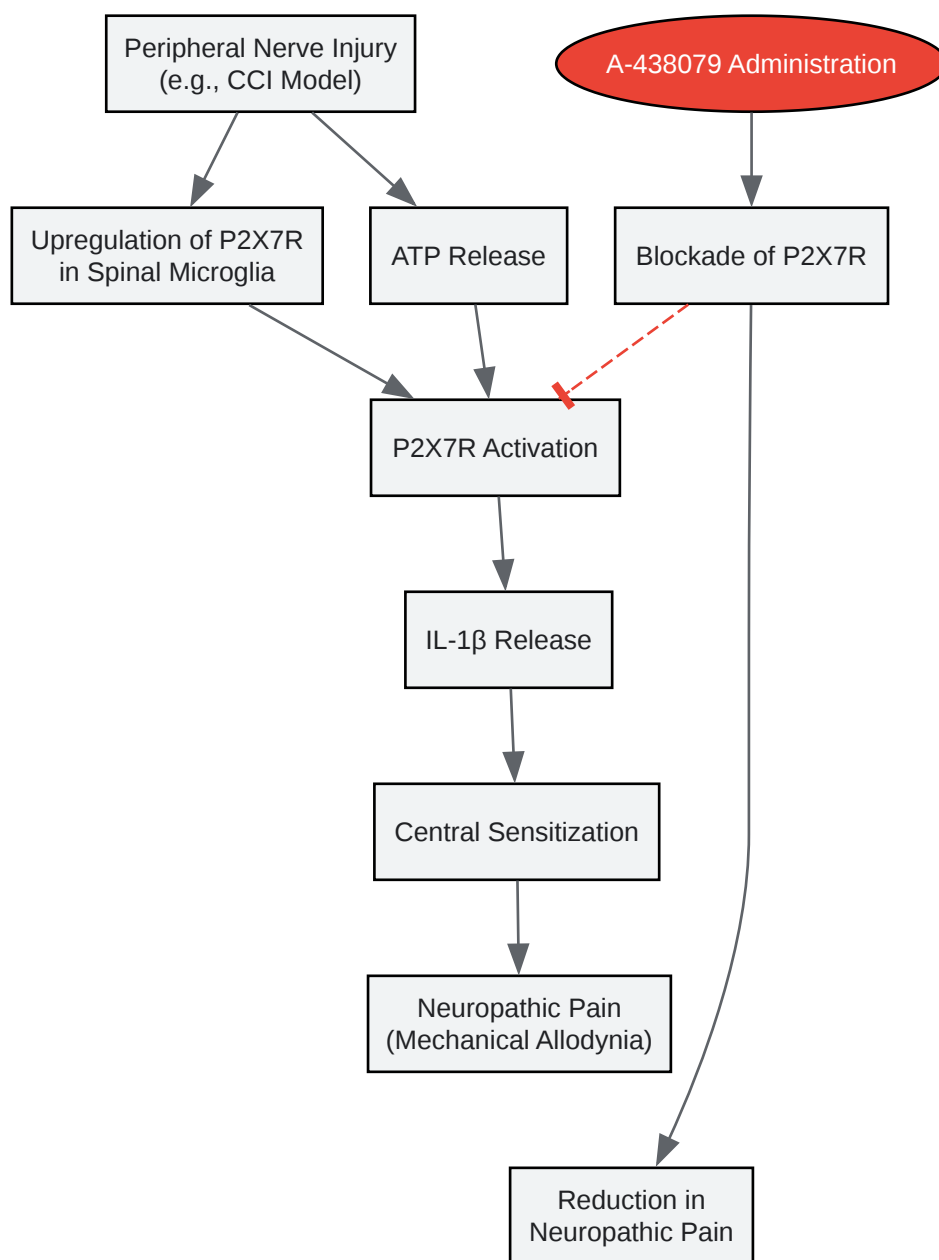 Peripheral Nerve Injury
(e.g., CCI Model)
A-438079 Administration
Upregulation of P2X7R
in Spinal Microglia
ATP Release
Blockade of P2X7R
P2X7R Activation
IL-1β Release
Central Sensitization
Neuropathic Pain
(Mechanical Allodynia)
Reduction in
Neuropathic Pain